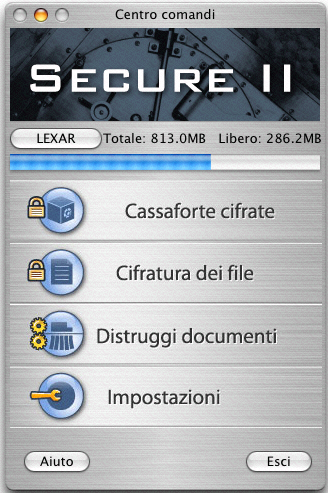 Centro comandi
SECURE II
LEXAR Totale: 813.0MB Libero: 286.2MB
Cassaforte cifrate
Cifratura dei file
Distruggi documenti
Impostazioni
Aiuto Esci